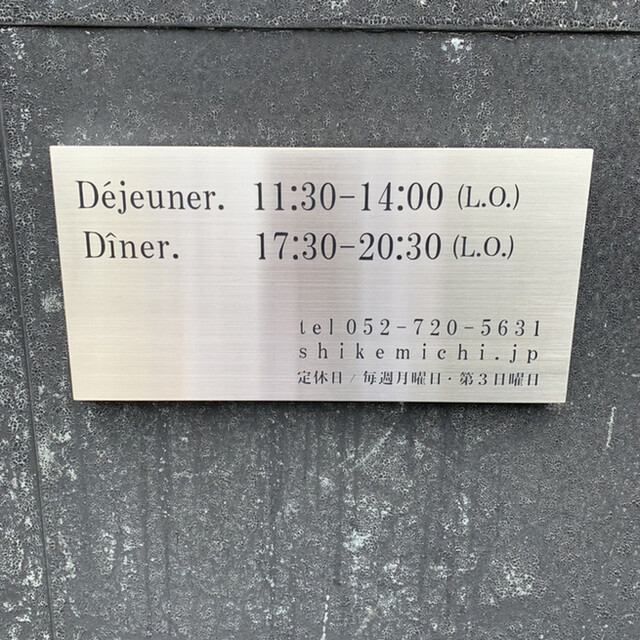 Déjeuner. 11:30-14:00 (L.O.)
Dîner. 17:30-20:30 (L.O.)
tel 052-720-5631
shikemichi.jp
定休日/毎週月曜日・第3日曜日